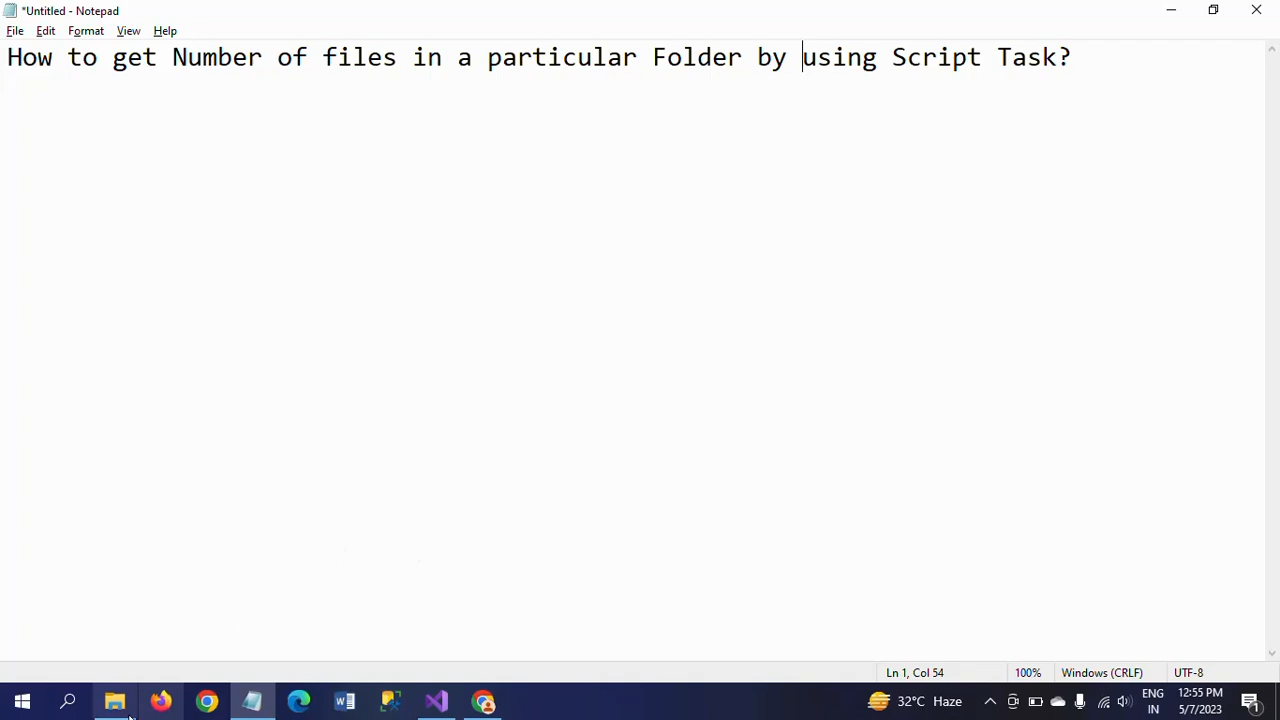 *Untitled - Notepad
File Edit Format View Help
How to get Number of files in a particular Folder by using Script Task?
Ln 1, Col 54 100% Windows (CRLF) UTF-8
32°C Haze ENG IN 12:55 PM 5/7/2023 1